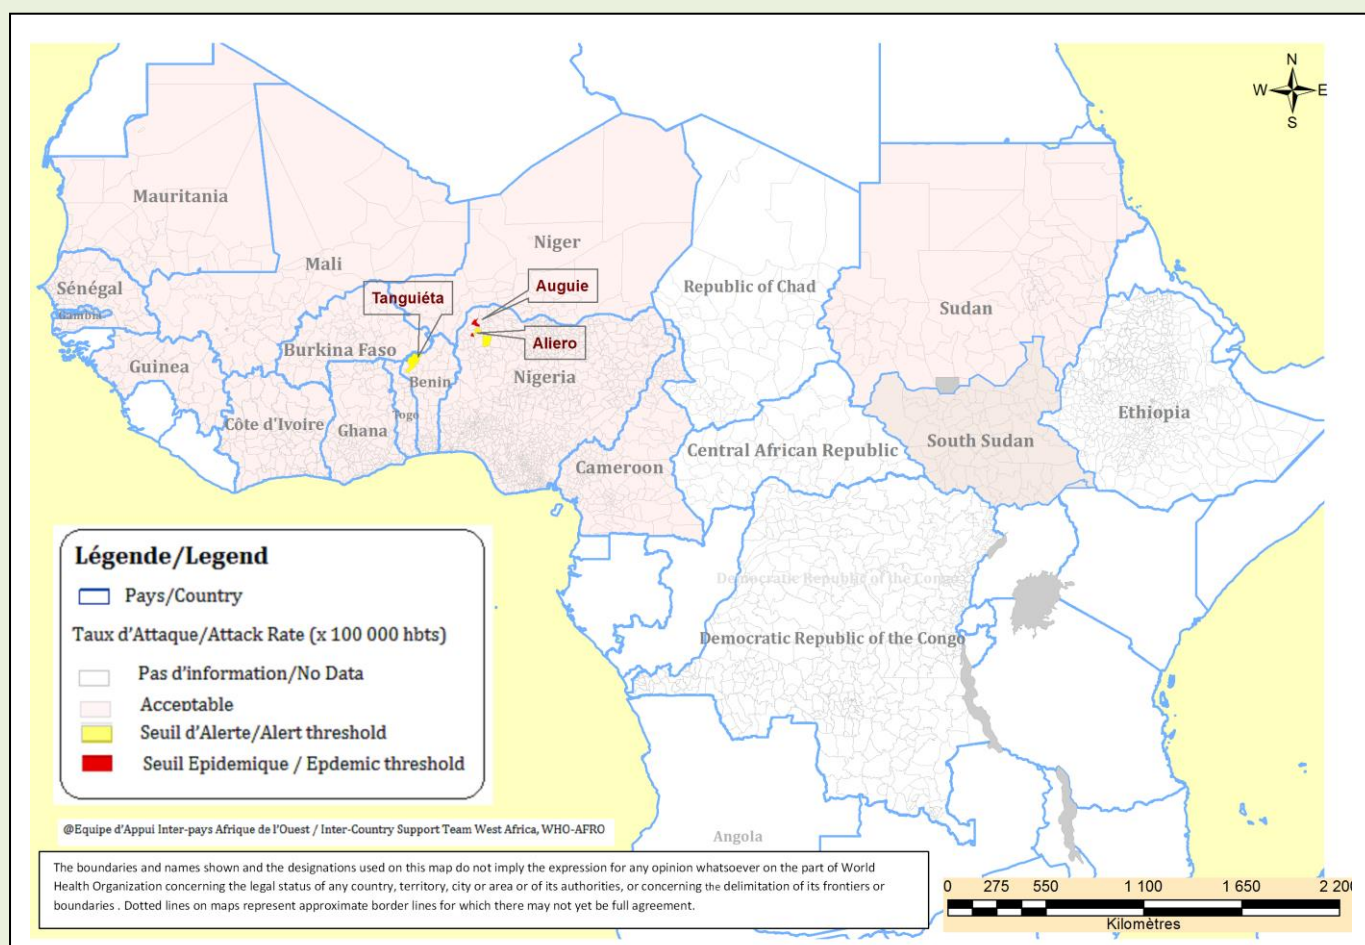 N
W E
S
Mauritania
Niger
Mali
Sénégal
Gambia
Auguie
Republic of Chad
Tanguiéta
Sudan
Aliero
Burkina Faso
Guinea
Nigeria
Benin
Togo
Ethiopia
Côte d'Ivoire
Ghana
South Sudan
Central African Republic
Cameroon
Democratic Republic of the Congo
Democratic Republic of the Congo
Angola
Légende/Legend
Pays/Country
Taux d'Attaque/Attack Rate (x 100 000 hbts)
Pas d'information/No Data
Acceptable
Seuil d'Alerte/Alert threshold
Seuil Epidemique / Epdemic threshold
@Equipe d'Appui Inter-pays Afrique de l'Ouest / Inter-Country Support Team West Africa, WHO-AFRO
The boundaries and names shown and the designations used on this map do not imply the expression for any opinion whatsoever on the part of World
Health Organization concerning the legal status of any country, territory, city or area or of its authorities, or concerning the delimitation of its frontiers or
boundaries . Dotted lines on maps represent approximate border lines for which there may not yet be full agreement.
0 275 550 1 100 1 650 2 200
Kilomètres